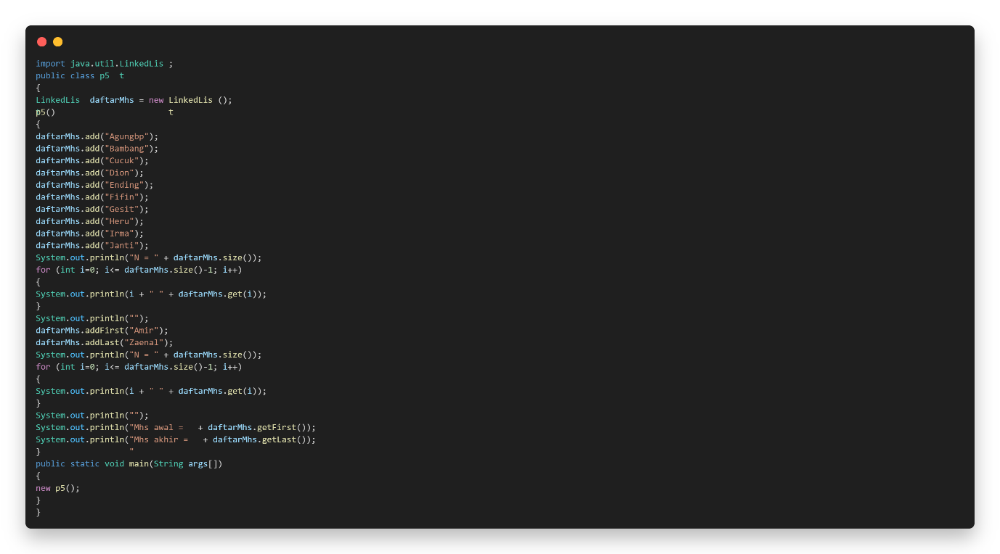 import java.util.LinkedLis ;
public class p5  t
{
LinkedLis  daftarMhs = new LinkedLis ();
p5()                       t
{
daftarMhs.add("Agungbp");
daftarMhs.add("Bambang");
daftarMhs.add("Cucuk");
daftarMhs.add("Dion");
daftarMhs.add("Ending");
daftarMhs.add("Fifin");
daftarMhs.add("Gesit");
daftarMhs.add("Heru");
daftarMhs.add("Irma");
daftarMhs.add("Janti");
System.out.println("N = " + daftarMhs.size());
for (int i=0; i<= daftarMhs.size()-1; i++)
{
System.out.println(i + " " + daftarMhs.get(i));
}
System.out.println("");
daftarMhs.addFirst("Amir");
daftarMhs.addLast("Zaenal");
System.out.println("N = " + daftarMhs.size());
for (int i=0; i<= daftarMhs.size()-1; i++)
{
System.out.println(i + " " + daftarMhs.get(i));
}
System.out.println("");
System.out.println("Mhs awal =   + daftarMhs.getFirst());
System.out.println("Mhs akhir =   + daftarMhs.getLast());
}                  "
public static void main(String args[])
{
new p5();
}
}